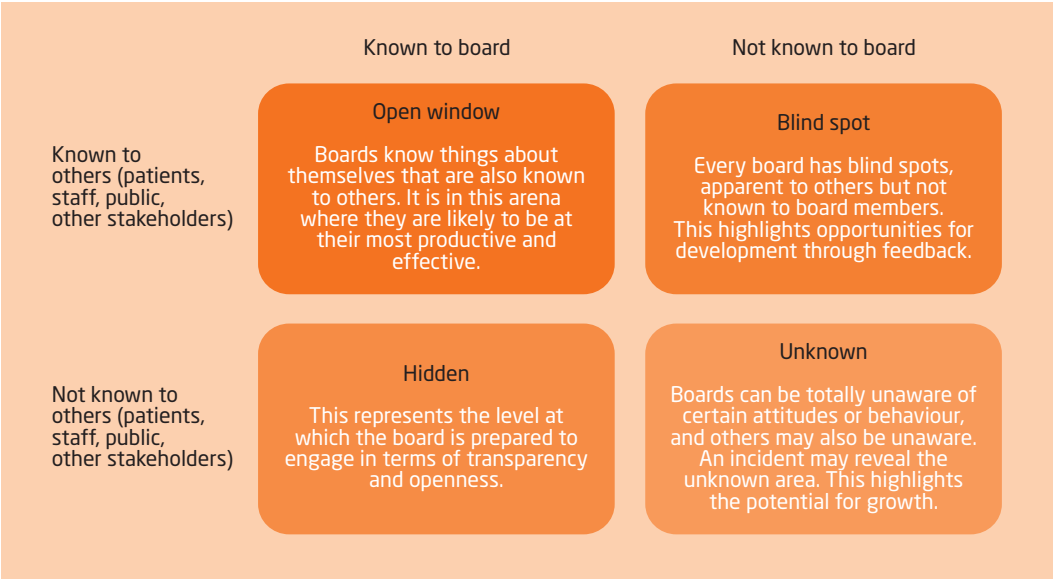 Known to board
Not known to board
Known to
others (patients,
staff, public,
other stakeholders)
Open window
Boards know things about
themselves that are also known
to others. It is in this arena
where they are likely to be at
their most productive and
effective.
Blind spot
Every board has blind spots,
apparent to others but not
known to board members.
This highlights opportunities for
development through feedback.
Not known to
others (patients,
staff, public,
other stakeholders)
Hidden
This represents the level at
which the board is prepared to
engage in terms of transparency
and openness.
Unknown
Boards can be totally unaware of
certain attitudes or behaviour,
and others may also be unaware.
An incident may reveal the
unknown area. This highlights
the potential for growth.